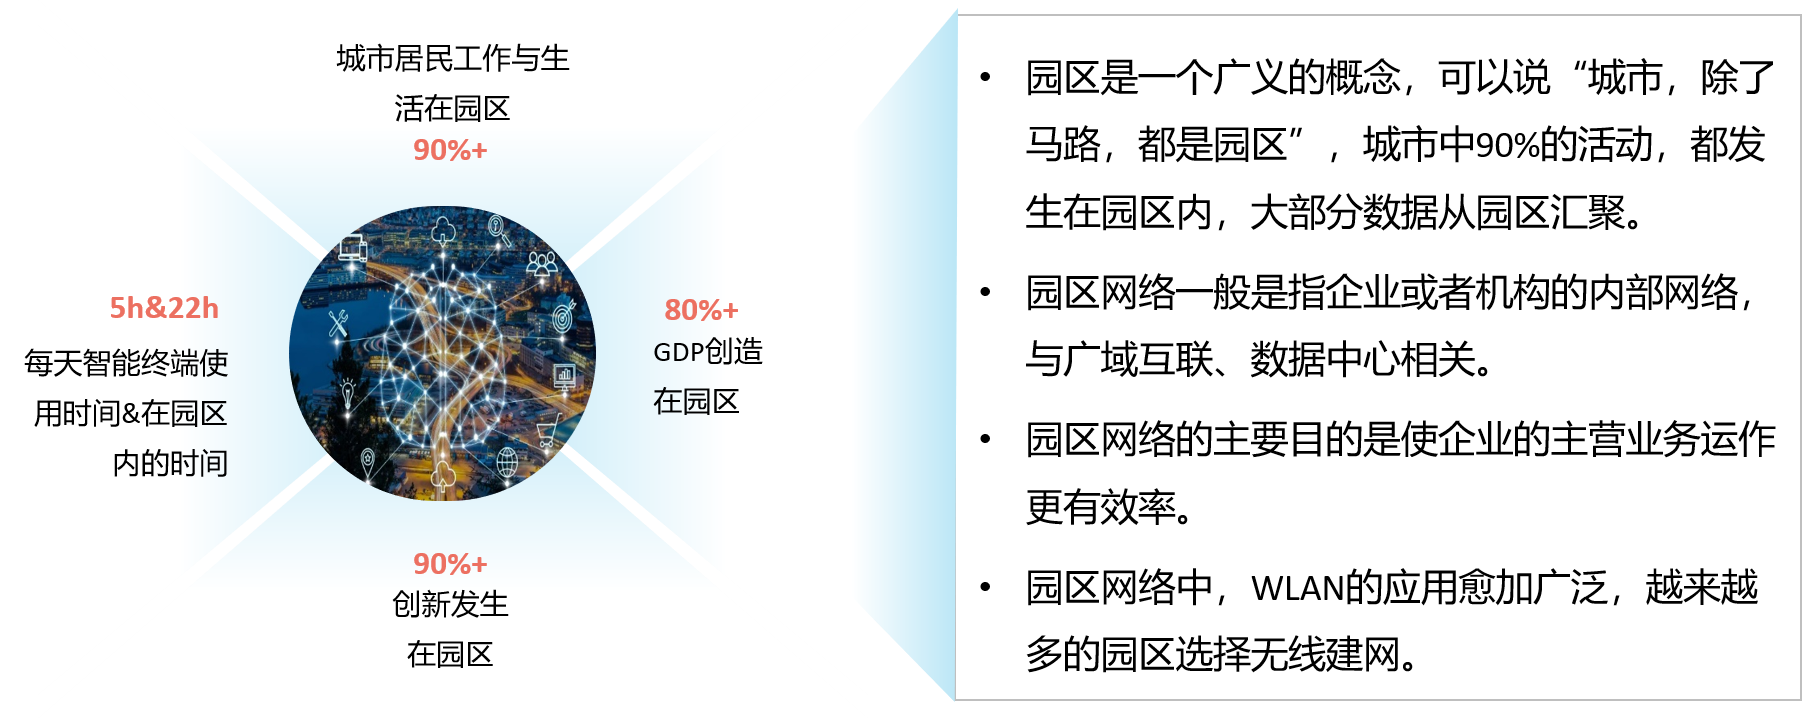 城市居民工作与生
活在园区
90%+
5h&22h
每天智能终端使
用时间&在园区
内的时间
80%+
GDP创造
在园区
90%+
创新发生
在园区
• 园区是一个广义的概念，可以说“城市，除了
马路，都是园区”，城市中90%的活动，都发
生在园区内，大部分数据从园区汇聚。
• 园区网络一般是指企业或者机构的内部网络，
与广域互联、数据中心相关。
• 园区网络的主要目的是使企业的主营业务运作
更有效率。
• 园区网络中，WLAN的应用愈加广泛，越来越
多的园区选择无线建网。